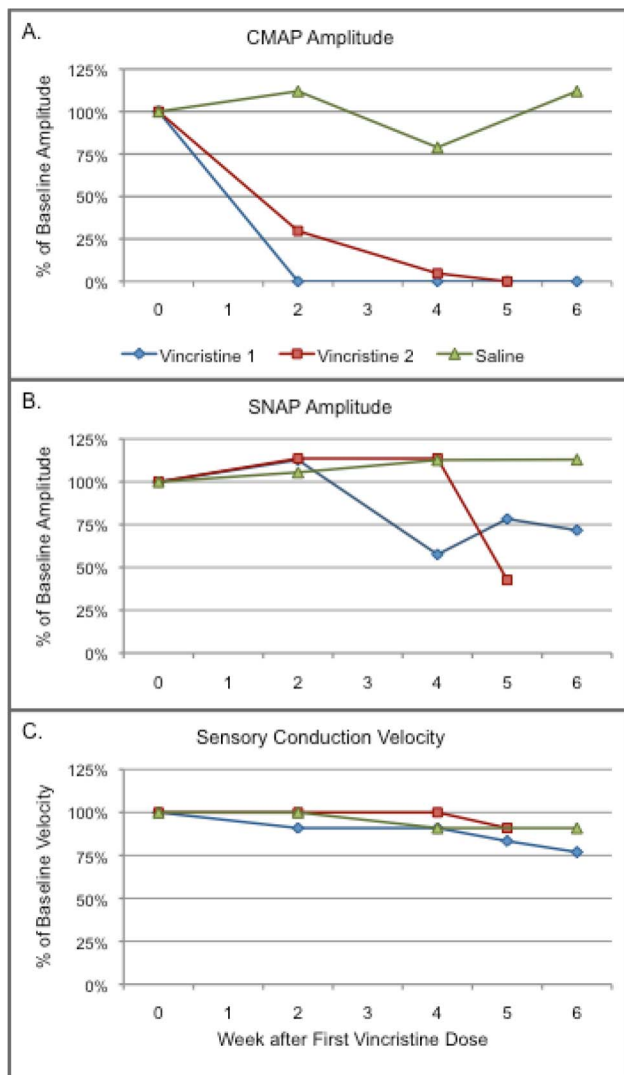 A.
CMAP Amplitude
% of Baseline Amplitude
125%
100%
75%
50%
25%
0%
0 1 2 3 4 5 6
Vincristine 1 Vincristine 2 Saline
B.
SNAP Amplitude
% of Baseline Amplitude
125%
100%
75%
50%
25%
0%
0 1 2 3 4 5 6
C.
Sensory Conduction Velocity
% of Baseline Velocity
125%
100%
75%
50%
25%
0%
0 1 2 3 4 5 6
Week after First Vincristine Dose